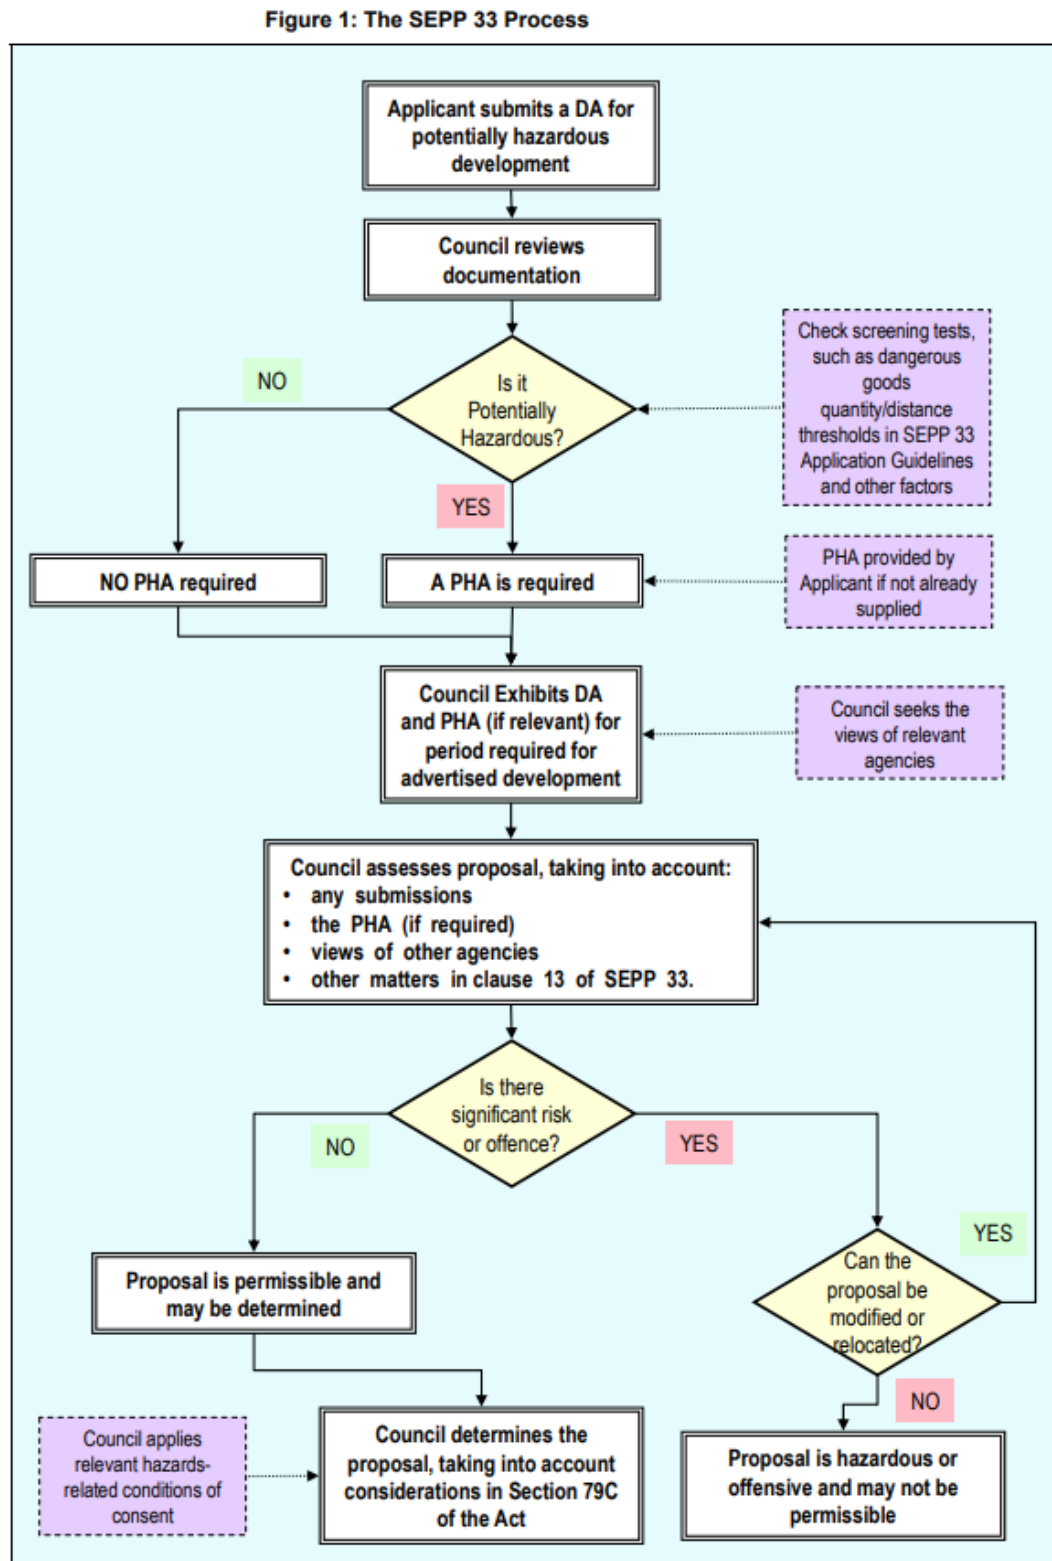 Figure 1: The SEPP 33 Process
Applicant submits a DA for
potentially hazardous
development
Council reviews
documentation
Check screening tests,
such as dangerous
goods
quantity/distance
thresholds in SEPP 33
Application Guidelines
and other factors
NO
Is it
Potentially
Hazardous?
YES
NO PHA required
A PHA is required
PHA provided by
Applicant if not already
supplied
Council Exhibits DA
and PHA (if relevant) for
period required for
advertised development
Council seeks the
views of relevant
agencies
Council assesses proposal, taking into account:
• any submissions
• the PHA (if required)
• views of other agencies
• other matters in clause 13 of SEPP 33.
Is there
significant risk
or offence?
NO
YES
YES
Proposal is permissible and
may be determined
Can the
proposal be
modified or
relocated?
NO
Council applies
relevant hazards-
related conditions of
consent
Council determines the
proposal, taking into account
considerations in Section 79C
of the Act
Proposal is hazardous or
offensive and may not be
permissible